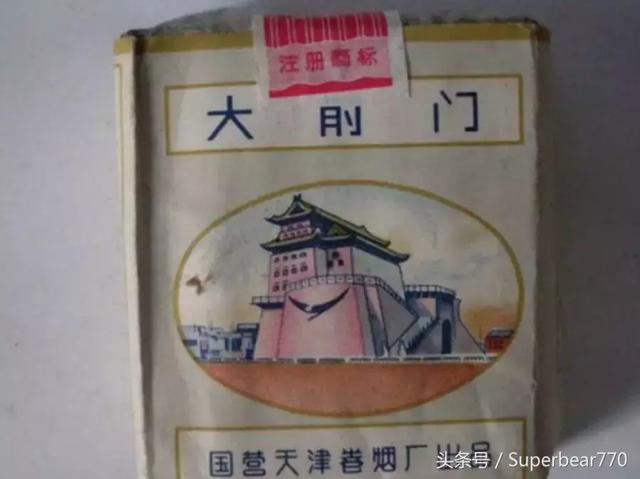 注册商标
大前门
国营天津卷烟厂出品
头条号 / Superbear770